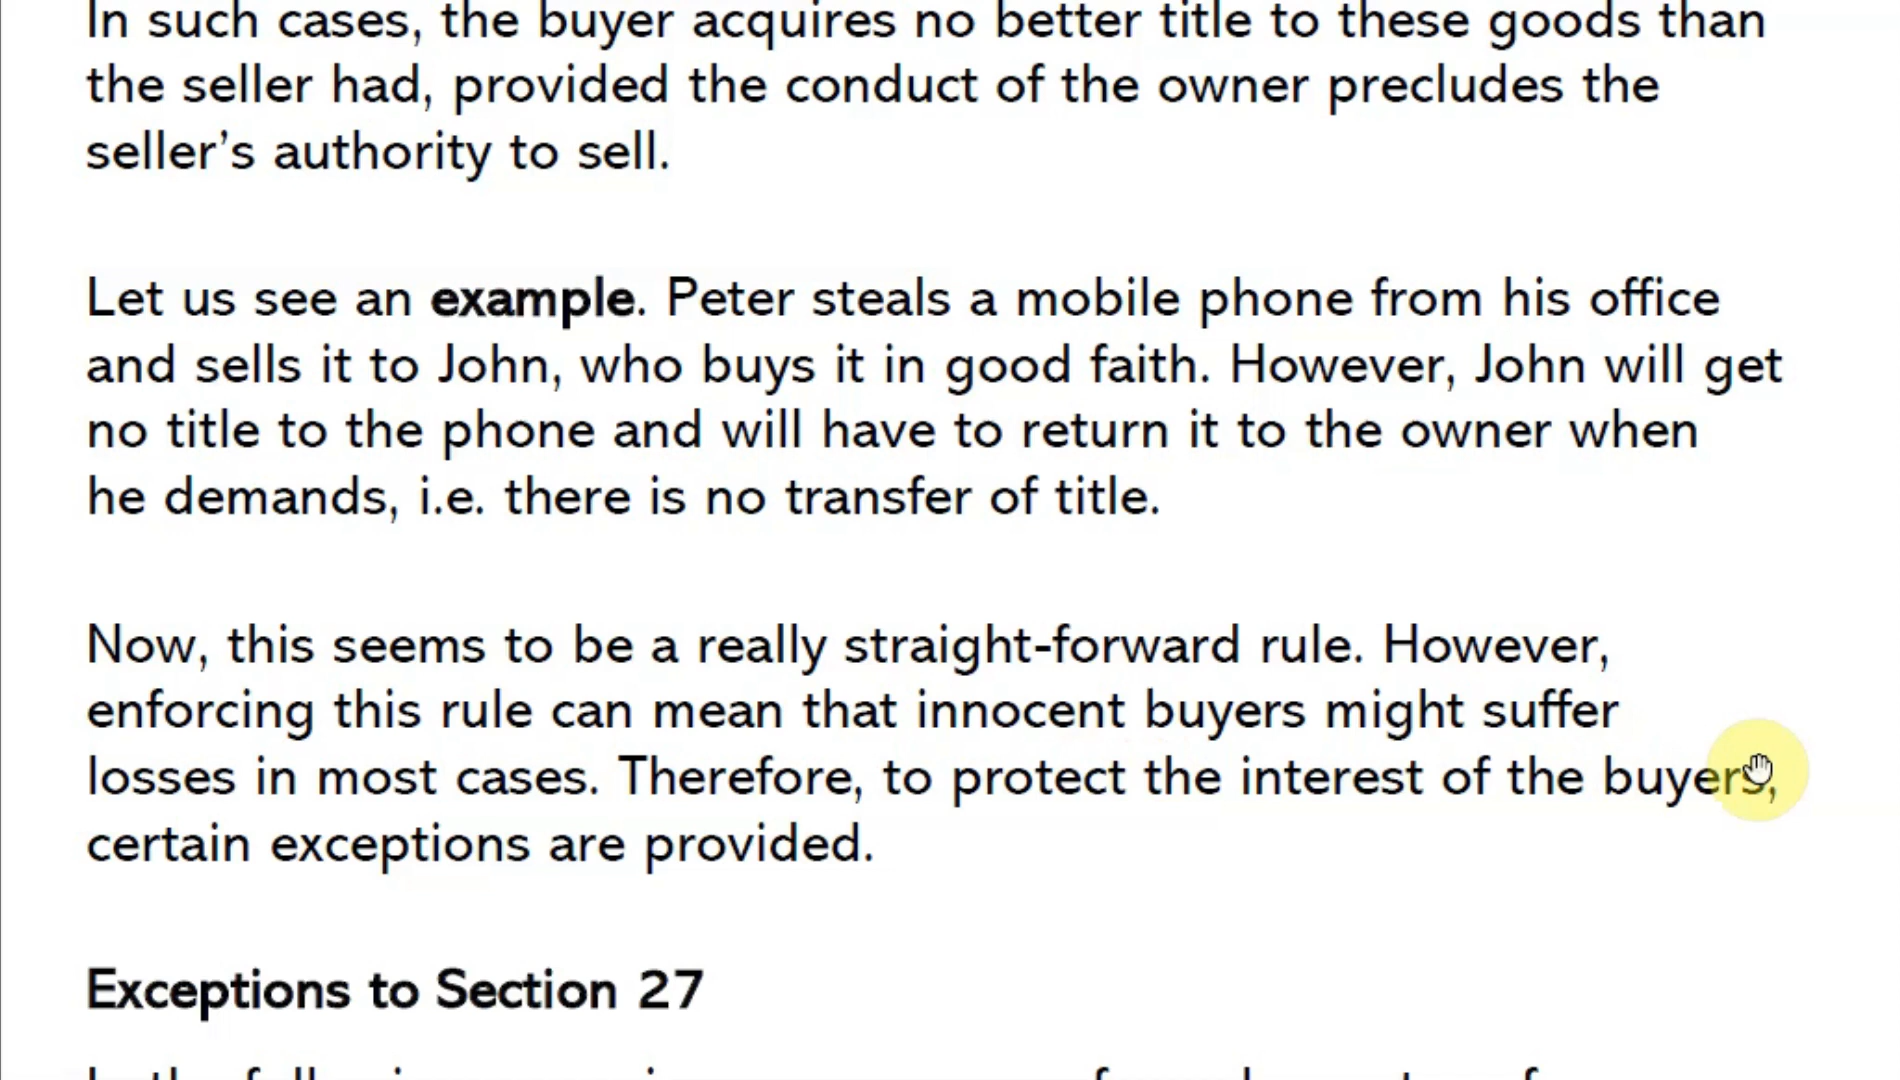 In such cases, the buyer acquires no better title to these goods than
the seller had, provided the conduct of the owner precludes the
seller’s authority to sell.
Let us see an example. Peter steals a mobile phone from his office
and sells it to John, who buys it in good faith. However, John will get
no title to the phone and will have to return it to the owner when
he demands, i.e. there is no transfer of title.
Now, this seems to be a really straight-forward rule. However,
enforcing this rule can mean that innocent buyers might suffer
losses in most cases. Therefore, to protect the interest of the buyers,
certain exceptions are provided.
Exceptions to Section 27